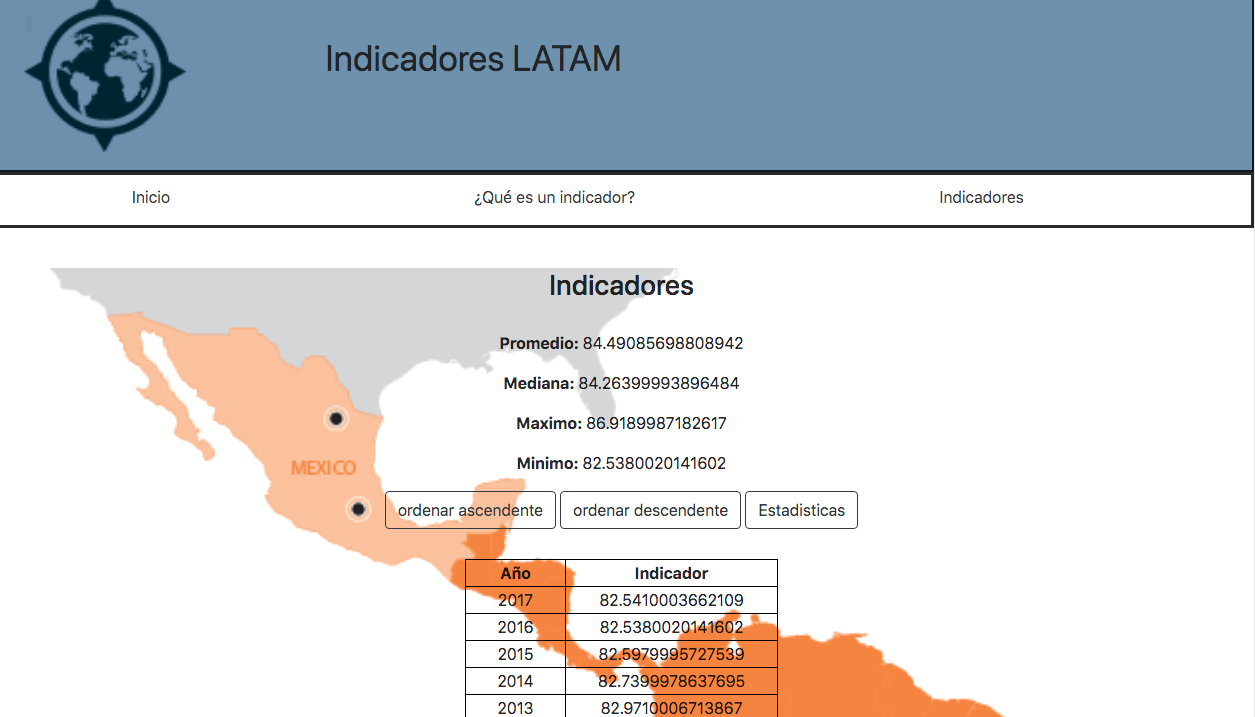 Indicadores LATAM
Inicio ¿Qué es un indicador? Indicadores
Indicadores
Promedio: 84.49085698808942
Mediana: 84.26399993896484
Maximo: 86.9189987182617
Minimo: 82.5380020141602
MEXICO
ordenar ascendente ordenar descendente Estadisticas
Año Indicador
2017 82.5410003662109
2016 82.5380020141602
2015 82.5979995727539
2014 82.7399978637695
2013 82.9710006713867